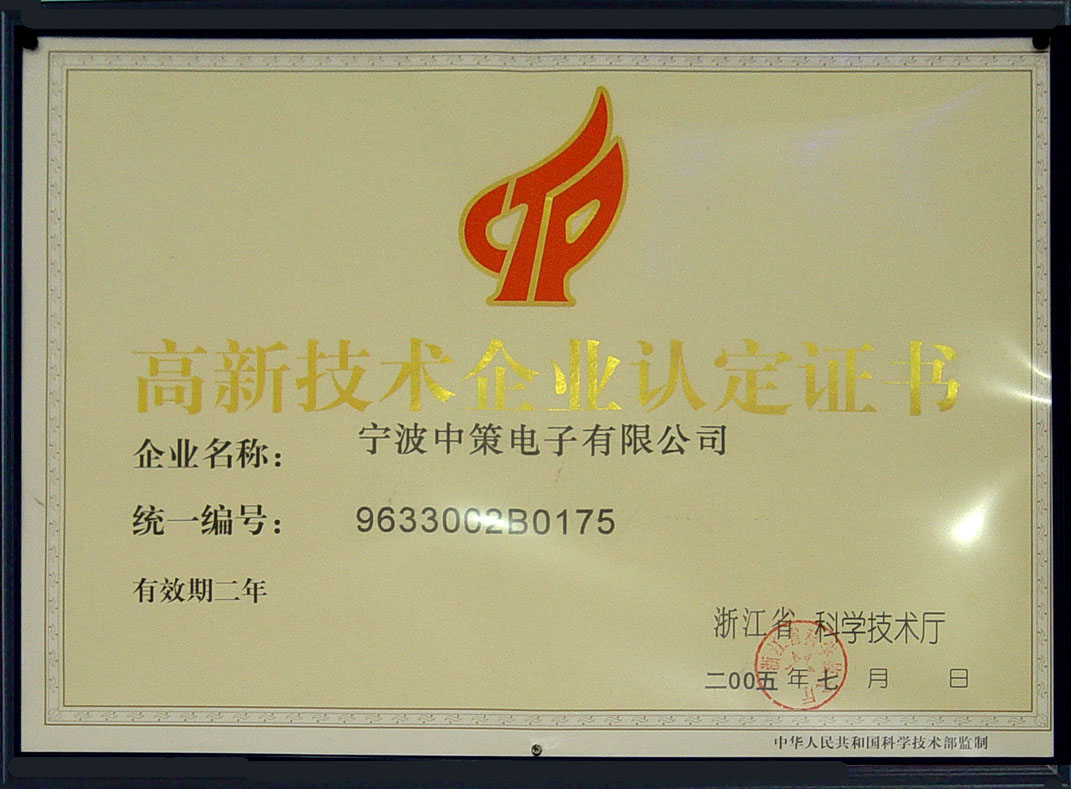 高新技术企业认定证书
企业名称: 宁波中策电子有限公司
统一编号: 9633002B0175
有效期二年
浙江省 科学技术厅
二00五年七月 日
中华人民共和国科学技术部监制